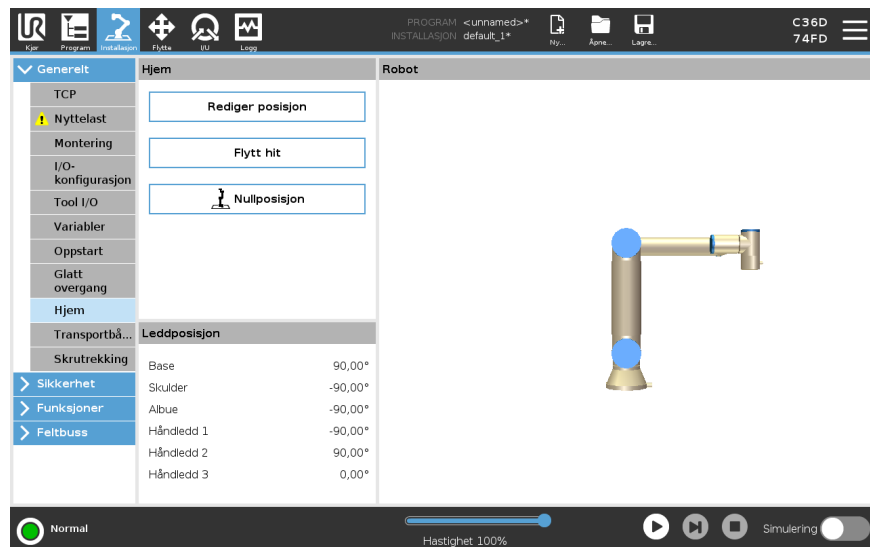 UR
Kjør
Program
Installasjon
Flytte
I/U
Logg
PROGRAM <unnamed>*
INSTALLASJON default_1*
Ny...
Åpne...
Lagre...
C36D
74FD
Generelt
TCP
Nyttelast
Montering
I/O-
konfigurasjon
Tool I/O
Variabler
Oppstart
Glatt
overgang
Hjem
Transportbå...
Skrutrekking
Sikkerhet
Funksjoner
Feltbuss
Hjem
Rediger posisjon
Flytt hit
Nullposisjon
Leddposisjon
Base 90,00°
Skulder -90,00°
Albue -90,00°
Håndledd 1 -90,00°
Håndledd 2 90,00°
Håndledd 3 0,00°
Robot
Normal
Hastighet 100%
Simulering